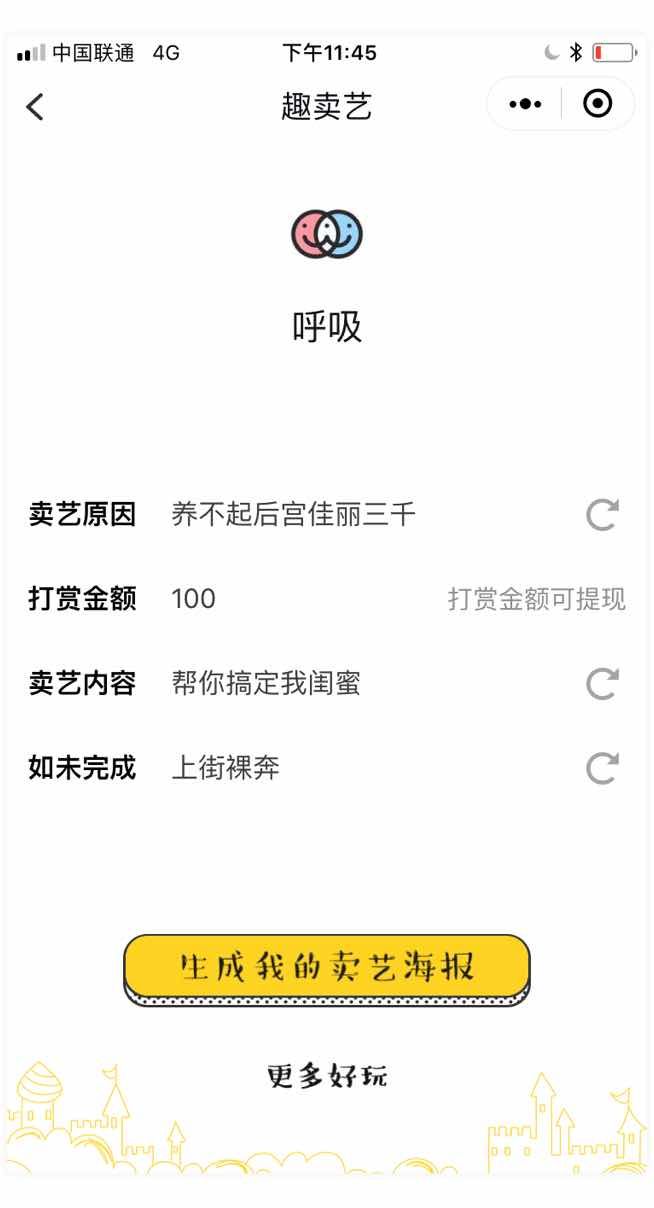 中国联通 4G 下午11:45
趣卖艺
呼吸
卖艺原因 养不起后宫佳丽三千
打赏金额 100 打赏金额可提现
卖艺内容 帮你搞定我闺蜜
如未完成 上街裸奔
生成我的卖艺海报
更多好玩